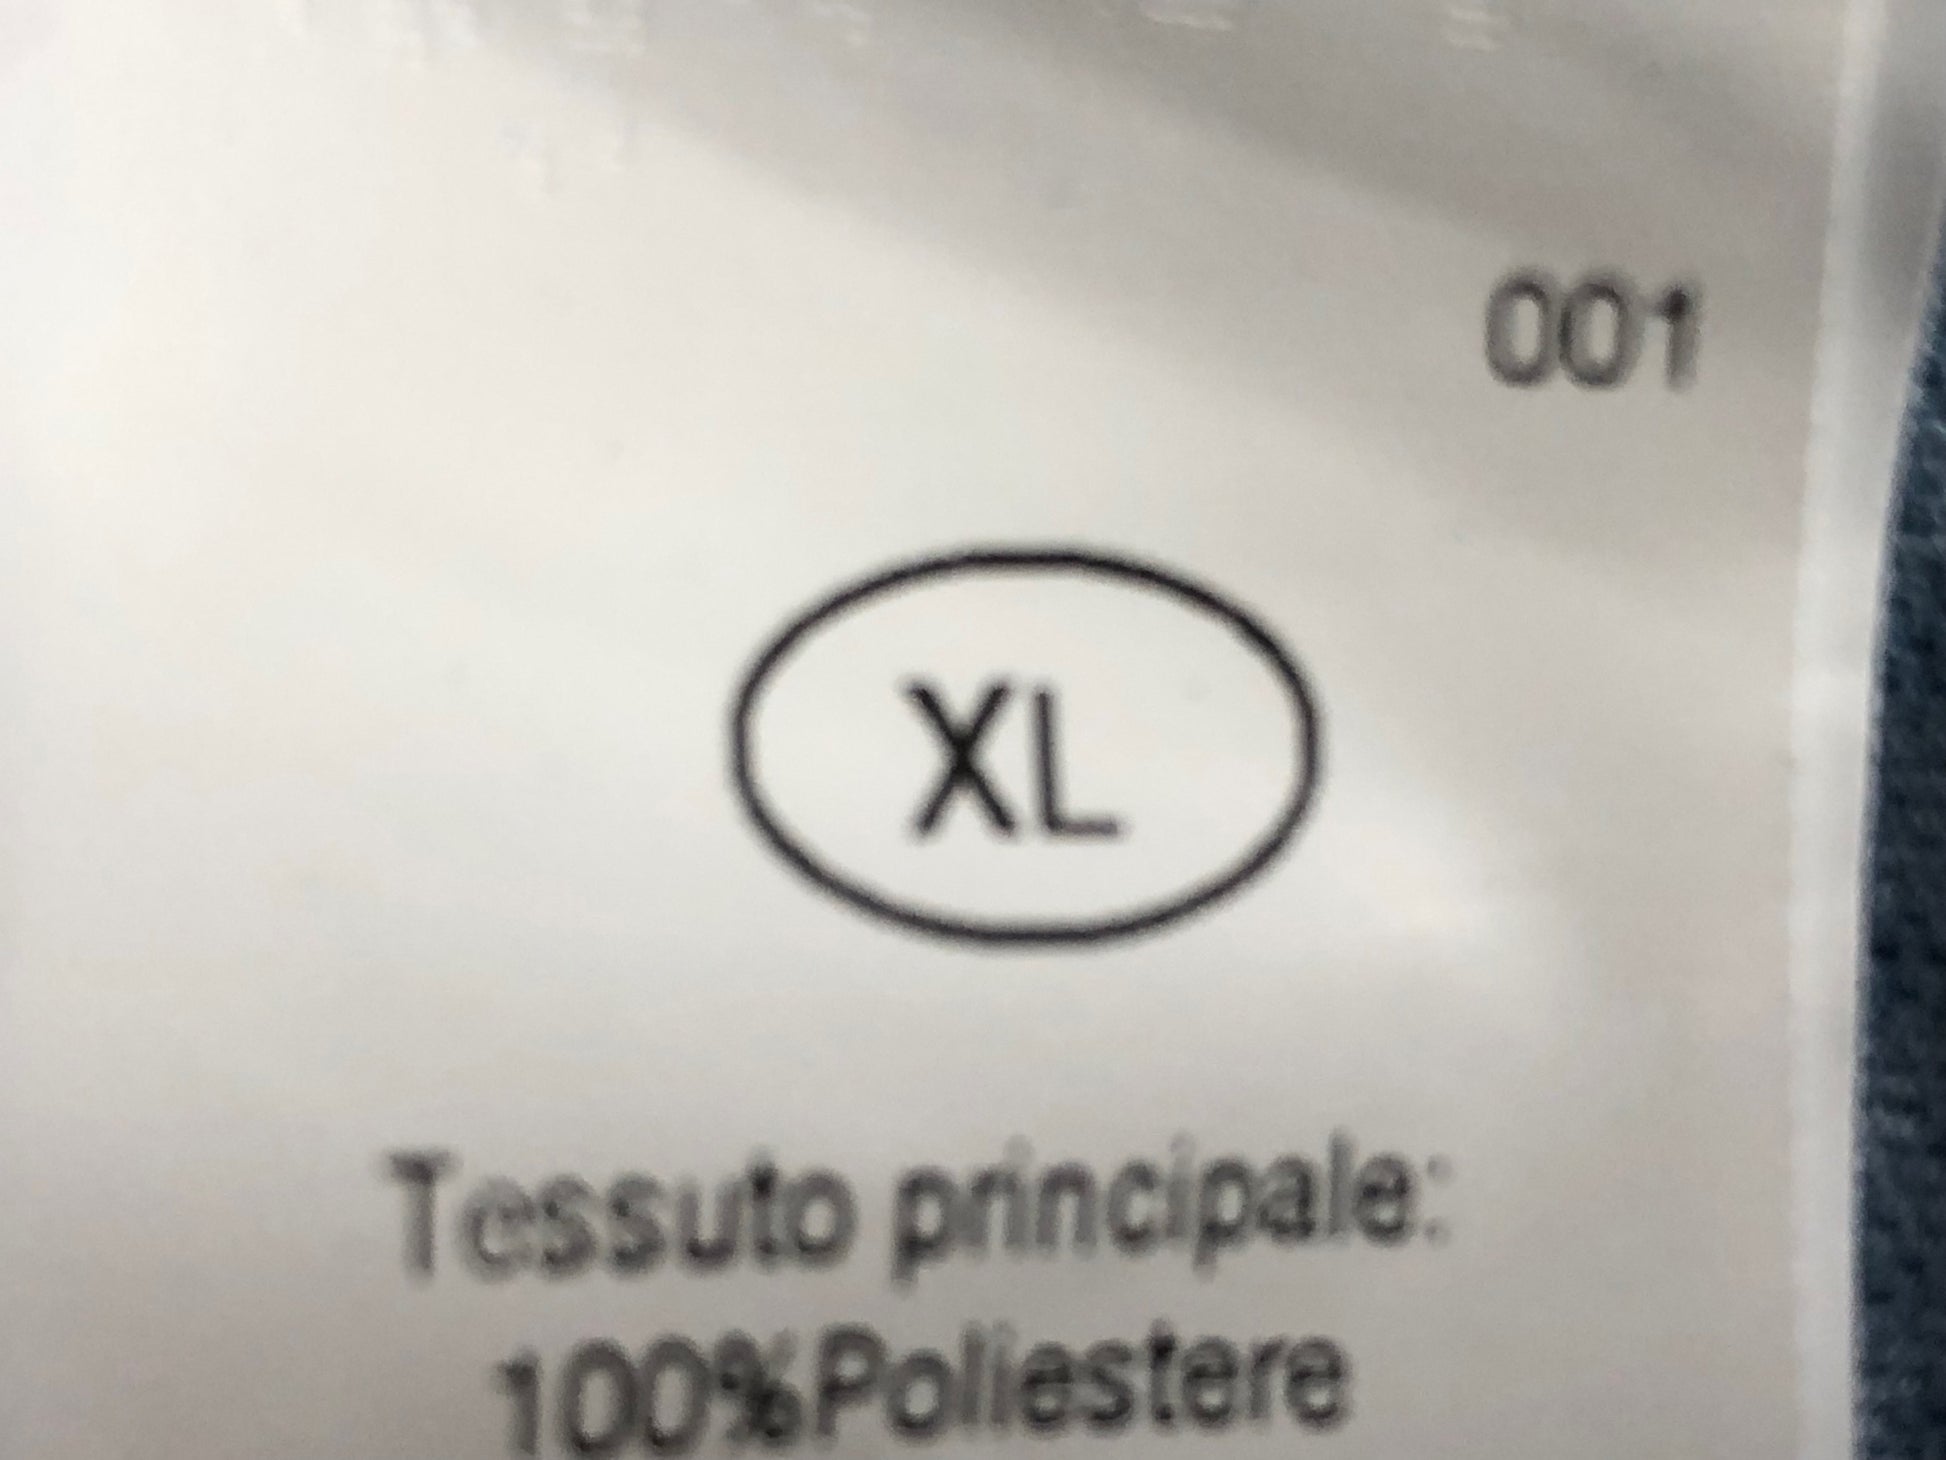 001
XL
Tessuto principale:
100%Poliestere